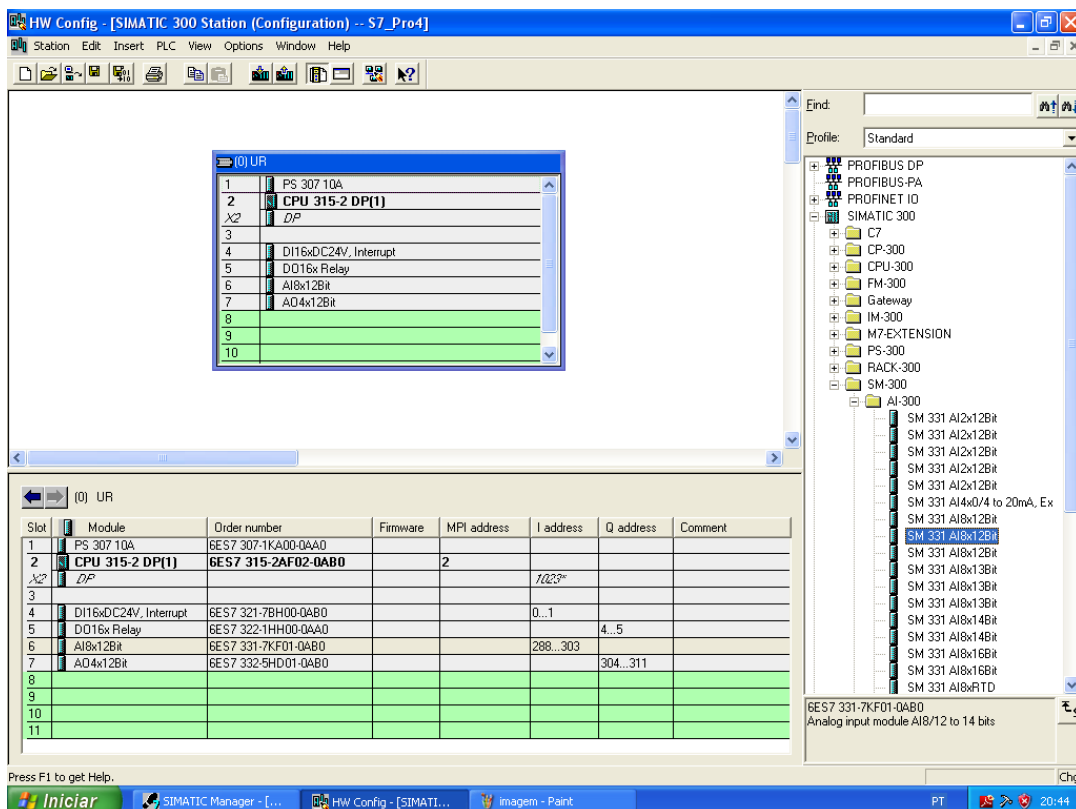 HW Config - [SIMATIC 300 Station (Configuration) -- S7_Pro4]
Station Edit Insert PLC View Options Window Help
(0) UR
1 PS 307 10A
2 CPU 315-2 DP(1)
X2 DP
3
4 DI16xDC24V, Interrupt
5 DO16x Relay
6 AI8x12Bit
7 AO4x12Bit
8
9
10
Find:
Profile: Standard
PROFIBUS DP
PROFIBUS-PA
PROFINET IO
SIMATIC 300
C7
CP-300
CPU-300
FM-300
Gateway
IM-300
M7-EXTENSION
PS-300
RACK-300
SM-300
AI-300
SM 331 AI2x12Bit
SM 331 AI2x12Bit
SM 331 AI2x12Bit
SM 331 AI2x12Bit
SM 331 AI2x12Bit
SM 331 AI4x0/4 to 20mA, Ex
SM 331 AI8x12Bit
SM 331 AI8x12Bit
SM 331 AI8x12Bit
SM 331 AI8x13Bit
SM 331 AI8x13Bit
SM 331 AI8x13Bit
SM 331 AI8x14Bit
SM 331 AI8x14Bit
SM 331 AI8x16Bit
SM 331 AI8x16Bit
SM 331 AI8xRTD
6ES7 331-7KF01-0AB0
Analog input module AI8/12 to 14 bits
(0) UR
Slot Module Order number Firmware MPI address I address Q address Comment
1 PS 307 10A 6ES7 307-1KA00-0AA0
2 CPU 315-2 DP(1) 6ES7 315-2AF02-0AB0 2
X2 DP 1023*
3
4 DI16xDC24V, Interrupt 6ES7 321-7BH00-0AB0 0...1
5 DO16x Relay 6ES7 322-1HH00-0AA0 4...5
6 AI8x12Bit 6ES7 331-7KF01-0AB0 288...303
7 AO4x12Bit 6ES7 332-5HD01-0AB0 304...311
8
9
10
11
Press F1 to get Help.
Chg
Iniciar SIMATIC Manager - [... HW Config - [SIMATI... imagem - Paint PT 20:44